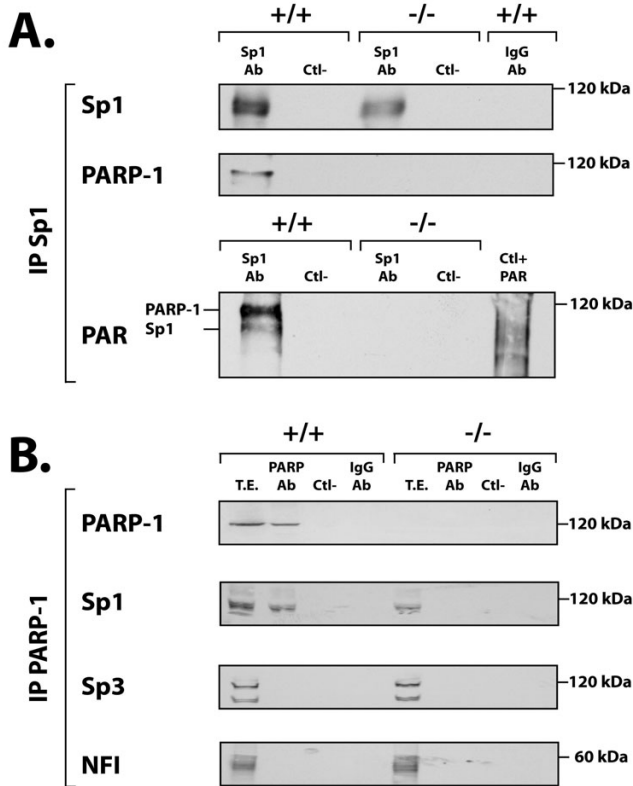 A.
+/+ -/- +/+
Sp1 Ab Ctl- Sp1 Ab Ctl- IgG Ab
IP Sp1
Sp1 120 kDa
PARP-1 120 kDa
+/+ -/-
Sp1 Ab Ctl- Sp1 Ab Ctl- Ctl+ PAR
PARP-1 120 kDa
Sp1
PAR
B.
+/+ -/-
T.E. PARP Ab Ctl- IgG Ab T.E. PARP Ab Ctl- IgG Ab
IP PARP-1
PARP-1 120 kDa
Sp1 120 kDa
Sp3 120 kDa
NFI 60 kDa